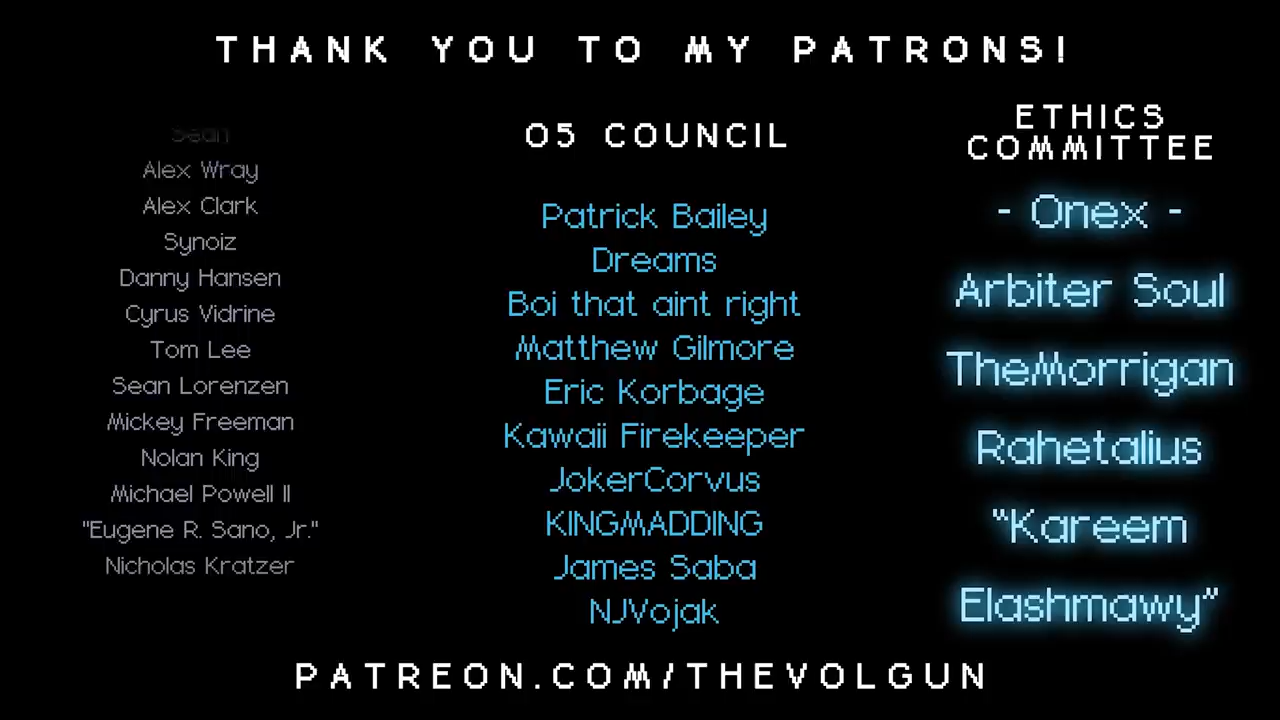 THANK YOU TO MY PATRONS!
Sean
Alex Wray
Alex Clark
Synoiz
Danny Hansen
Cyrus Vidrine
Tom Lee
Sean Lorenzen
Mickey Freeman
Nolan King
Michael Powell II
"Eugene R. Sano, Jr."
Nicholas Kratzer
O5 COUNCIL
Patrick Bailey
Dreams
Boi that aint right
Matthew Gilmore
Eric Korbage
Kawaii Firekeeper
JokerCorvus
KINGMADDING
James Saba
NJVojak
ETHICS
COMMITTEE
- Onex -
Arbiter Soul
TheMorrigan
Rahetalius
"Kareem
Elashmawy"
PATREON.COM/THEVOLGUN